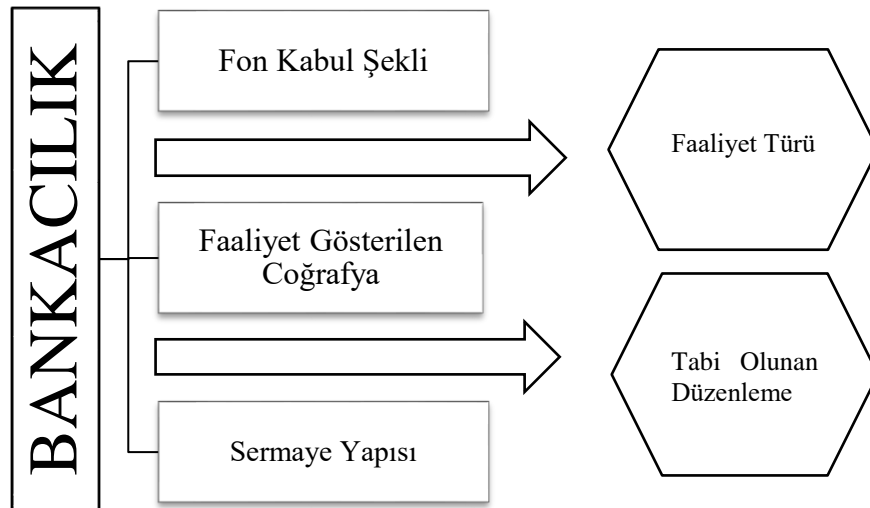 BANKACILIK
Fon Kabul Şekli
Faaliyet Türü
Faaliyet Gösterilen
Coğrafya
Tabi Olunan
Düzenleme
Sermaye Yapısı